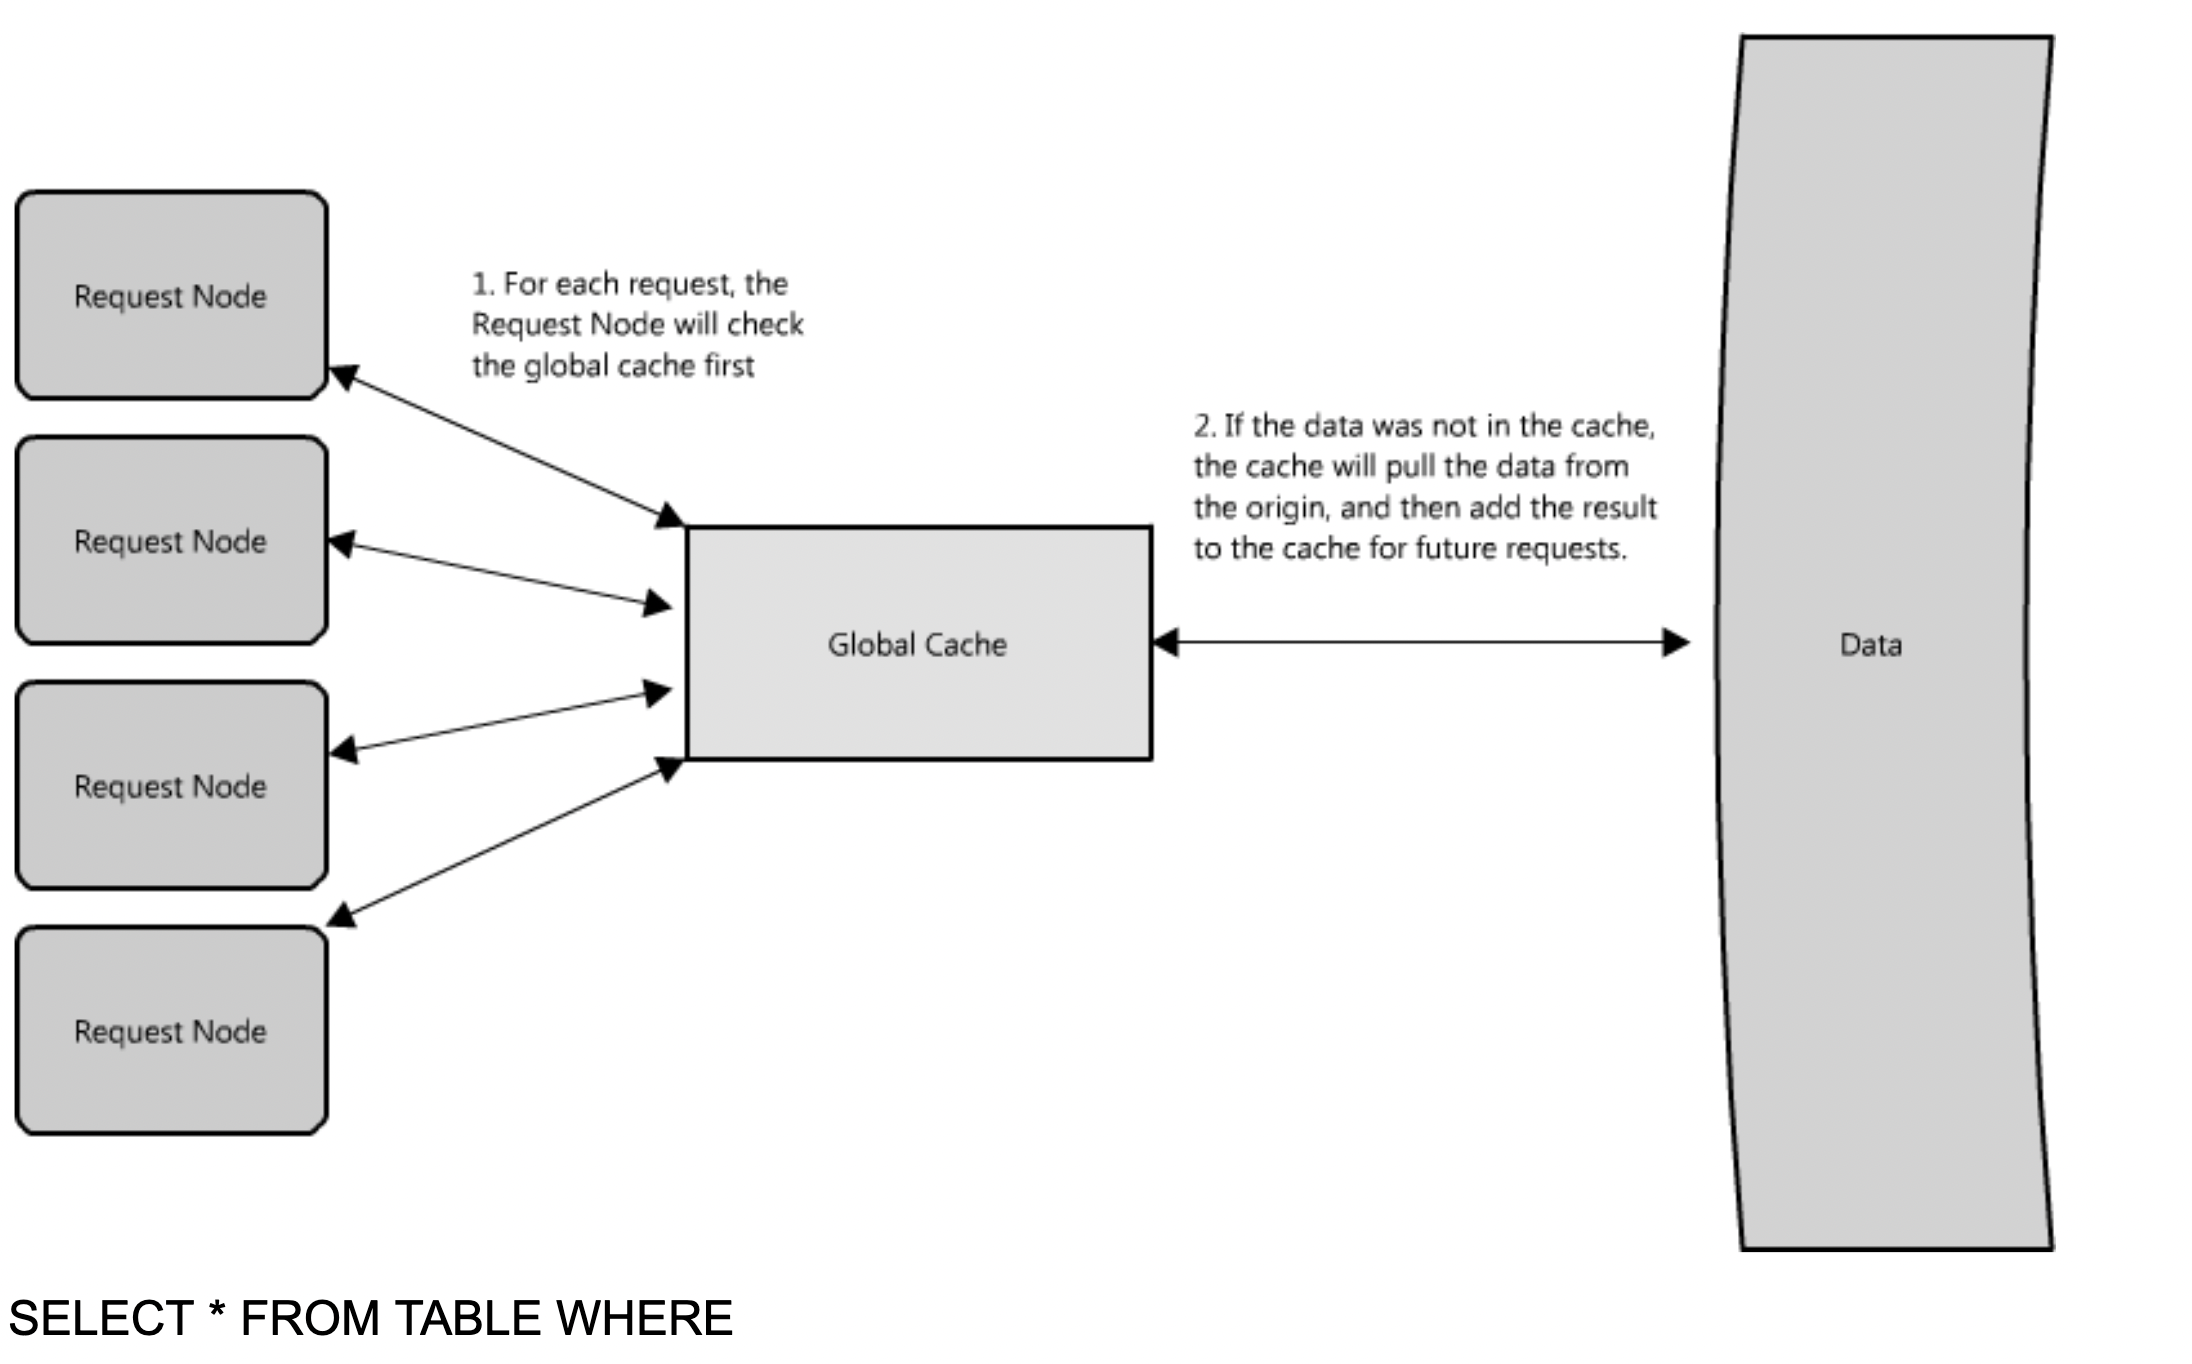 Request Node
1. For each request, the
Request Node will check
the global cache first
2. If the data was not in the cache,
the cache will pull the data from
the origin, and then add the result
to the cache for future requests.
Request Node
Global Cache
Data
Request Node
Request Node
SELECT * FROM TABLE WHERE